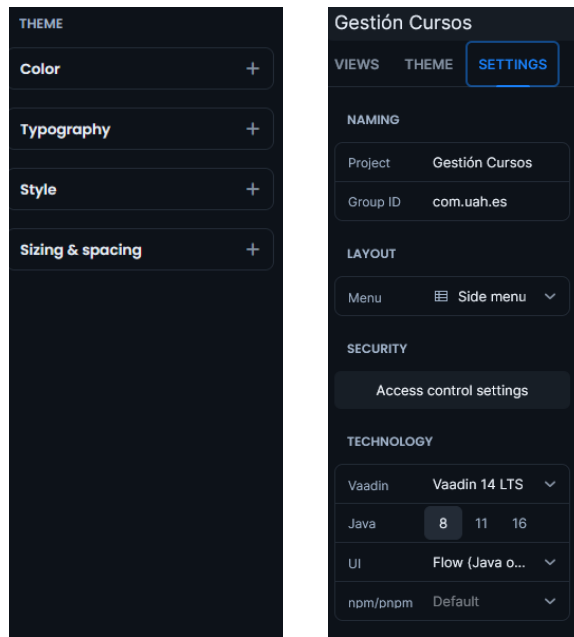 THEME
Color +
Typography +
Style +
Sizing & spacing +
Gestión Cursos
VIEWS THEME SETTINGS
NAMING
Project Gestión Cursos
Group ID com.uah.es
LAYOUT
Menu Side menu
SECURITY
Access control settings
TECHNOLOGY
Vaadin Vaadin 14 LTS
Java 8 11 16
UI Flow (Java o...
npm/pnpm Default